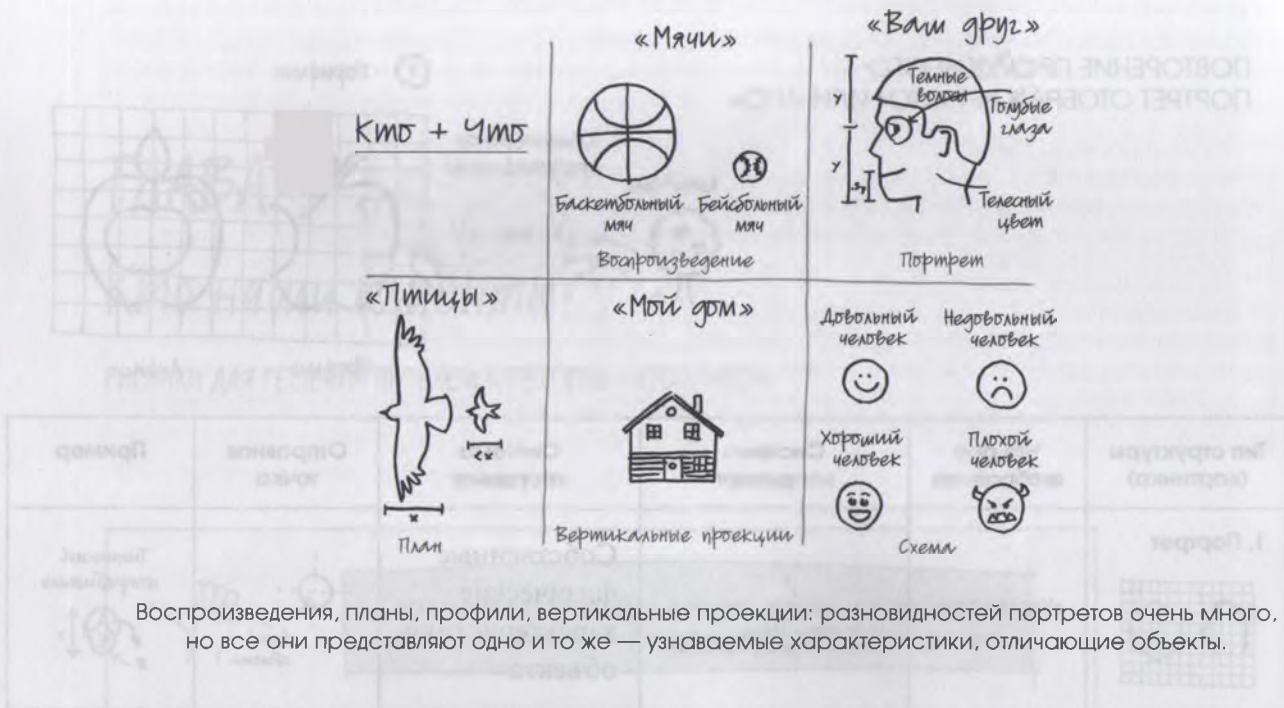 Кто + Что
«Мячи»
Баскетбольный
мяч
Бейсбольный
мяч
Воспроизведение
«Вам друг»
Темные
волосы
Голубые
глаза
Телесный
цвет
y
y
Портрет
«Птицы»
x
<x
План
«Мой дом»
Вертикальные проекции
Довольный
человек
Недовольный
человек
Хороший
человек
Плохой
человек
Схема
Воспроизведения, планы, профили, вертикальные проекции: разновидностей портретов очень много,
но все они представляют одно и то же — узнаваемые характеристики, отличающие объекты.